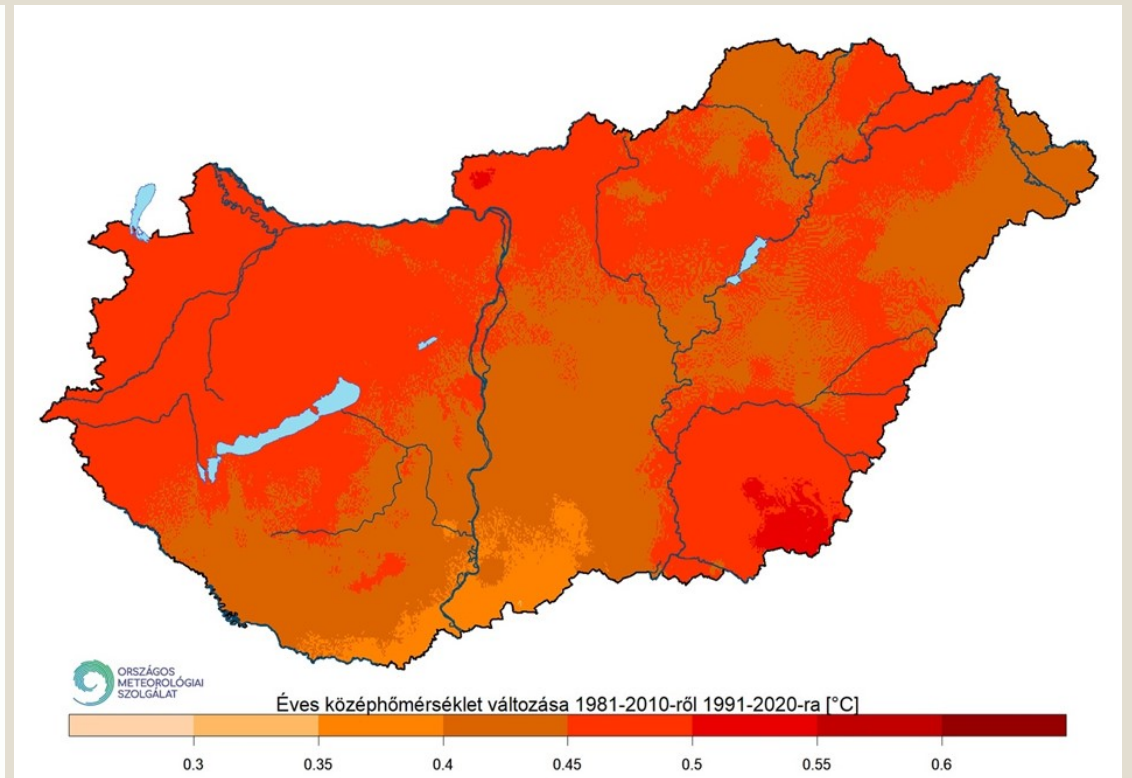 ORSZÁGOS
METEOROLÓGIAI
SZOLGÁLAT
Éves középhőmérséklet változása 1981-2010-ről 1991-2020-ra [°C]
0.3 0.35 0.4 0.45 0.5 0.55 0.6